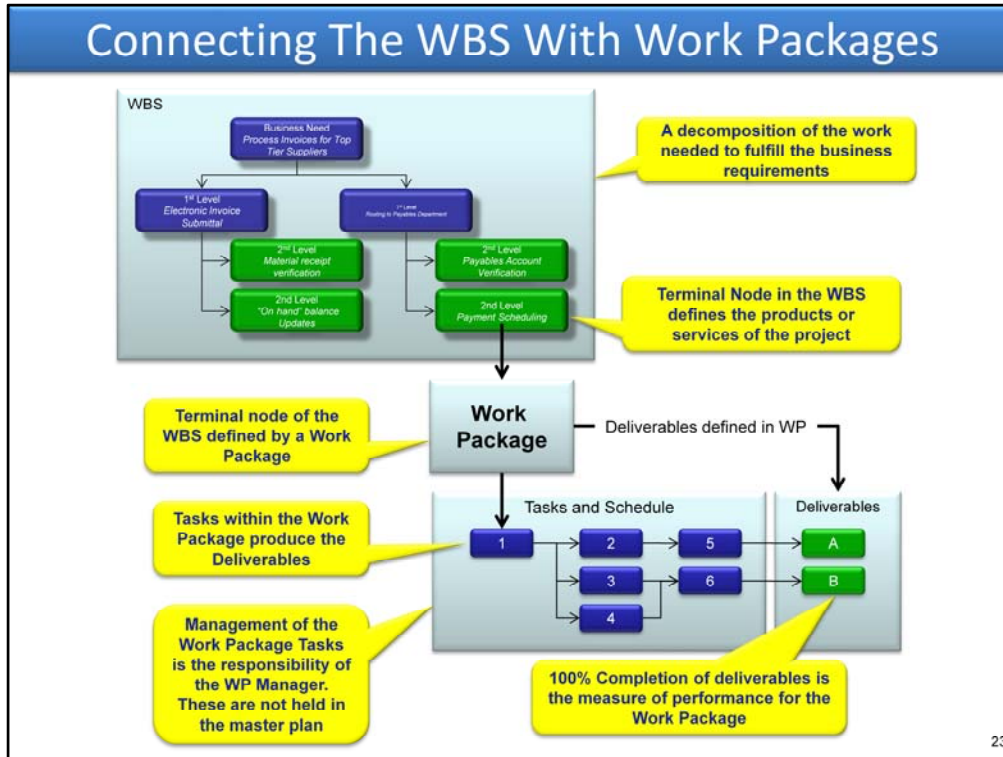 Connecting The WBS With Work Packages
WBS
Business Need
Process Invoices for Top
Tier Suppliers
1st Level
Electronic Invoice
Submittal
1st Level
Routing to Payables Department
2nd Level
Material receipt
verification
2nd Level
Payables Account
Verification
2nd Level
"On hand" balance
Updates
2nd Level
Payment Scheduling
A decomposition of the work
needed to fulfill the business
requirements
Terminal Node in the WBS
defines the products or
services of the project
Terminal node of the
WBS defined by a Work
Package
Work
Package
Deliverables defined in WP
Tasks within the Work
Package produce the
Deliverables
Tasks and Schedule
Deliverables
1
2
5
A
3
6
B
4
Management of the
Work Package Tasks
is the responsibility of
the WP Manager.
These are not held in
the master plan
100% Completion of deliverables is
the measure of performance for the
Work Package
23